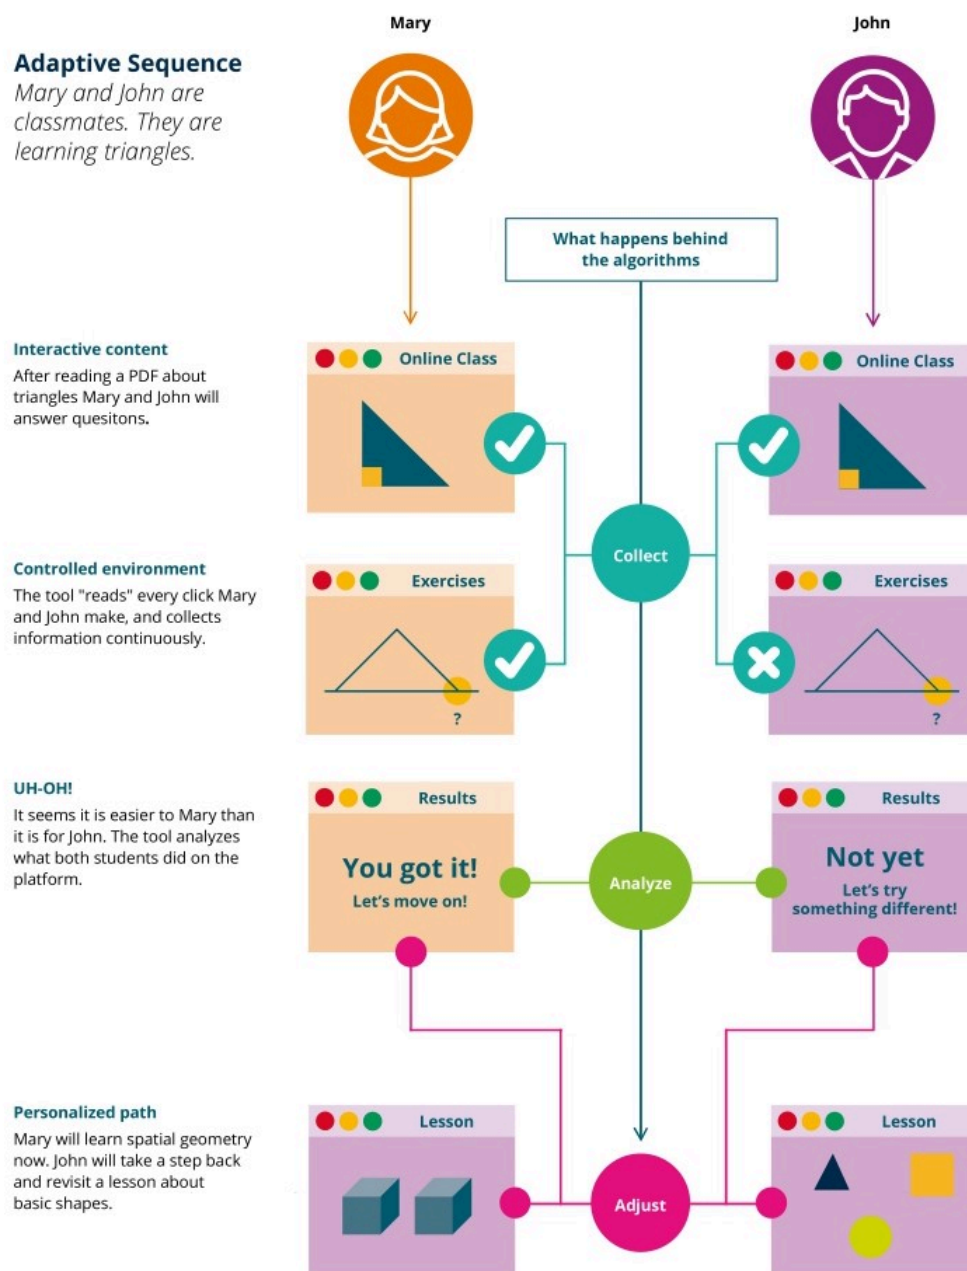 Mary
John
Adaptive Sequence
Mary and John are
classmates. They are
learning triangles.
What happens behind
the algorithms
Interactive content
After reading a PDF about
triangles Mary and John will
answer quesitons.
Online Class
Online Class
Collect
Controlled environment
The tool "reads" every click Mary
and John make, and collects
information continuously.
Exercises
?
Exercises
?
UH-OH!
It seems it is easier to Mary than
it is for John. The tool analyzes
what both students did on the
platform.
Results
You got it!
Let's move on!
Analyze
Results
Not yet
Let's try
something different!
Personalized path
Mary will learn spatial geometry
now. John will take a step back
and revisit a lesson about
basic shapes.
Lesson
Adjust
Lesson